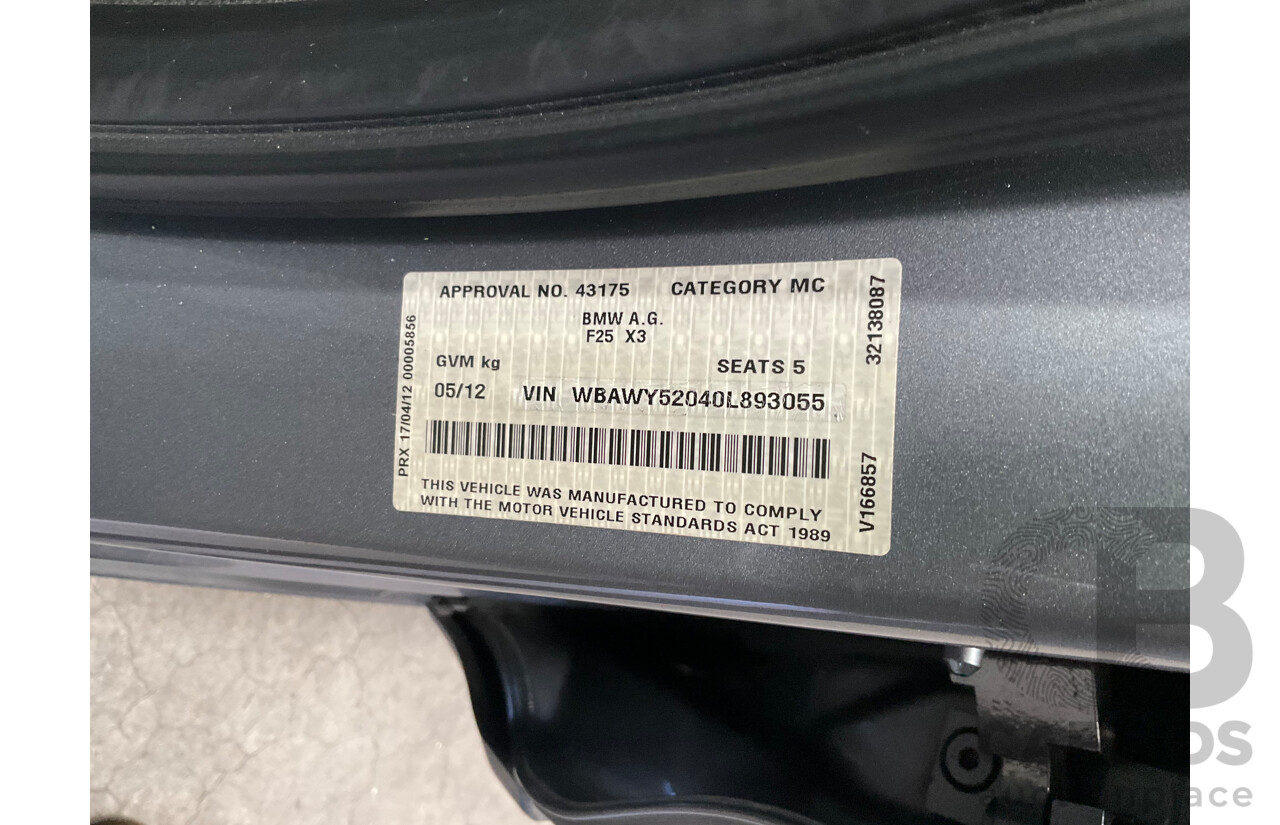 APPROVAL NO. 43175 CATEGORY MC
BMW A.G.
F25 X3
GVM kg SEATS 5
05/12 VIN WBAWY52040L893055
THIS VEHICLE WAS MANUFACTURED TO COMPLY
WITH THE MOTOR VEHICLE STANDARDS ACT 1989
PRX 17/04/12 00005856
32138087
V166857